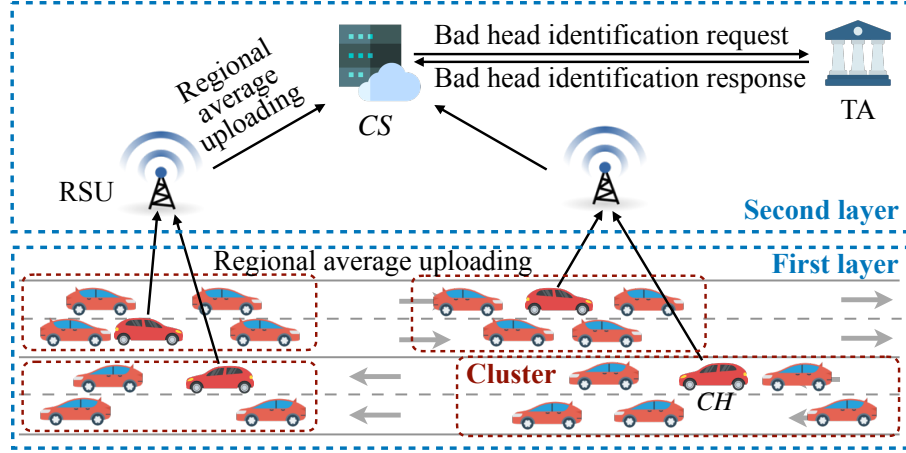 Bad head identification request
Regional
average
uploading
Bad head identification response
CS
TA
RSU
Second layer
Regional average uploading
First layer
Cluster
CH